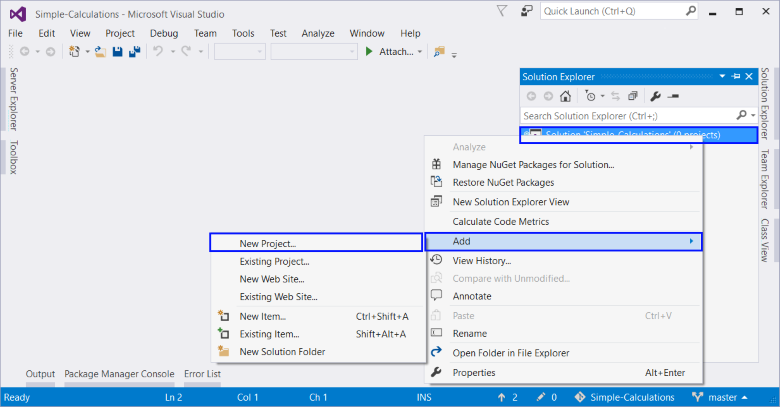 Simple-Calculations - Microsoft Visual Studio
Quick Launch (Ctrl+Q)
File Edit View Project Debug Team Tools Test Analyze Window Help
Attach...
Server Explorer
Toolbox
Solution Explorer
Search Solution Explorer (Ctrl+;)
Solution 'Simple-Calculations' (0 projects)
Solution Explorer
Team Explorer
Class View
Analyze
Manage NuGet Packages for Solution...
Restore NuGet Packages
New Solution Explorer View
Calculate Code Metrics
Add
View History...
Compare with Unmodified...
Annotate
Paste Ctrl+V
Rename
Open Folder in File Explorer
Properties Alt+Enter
New Project...
Existing Project...
New Web Site...
Existing Web Site...
New Item... Ctrl+Shift+A
Existing Item... Shift+Alt+A
New Solution Folder
Output Package Manager Console Error List
Ready Ln 2 Col 1 Ch 1 INS 2 0 Simple-Calculations master